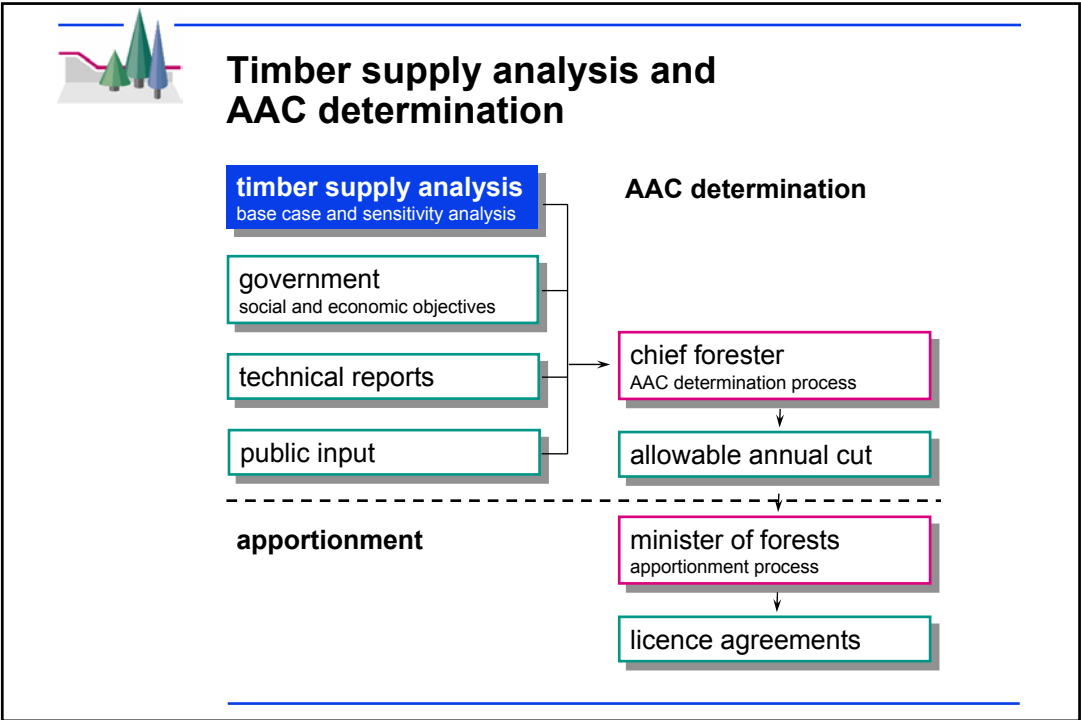 Timber supply analysis and
AAC determination
timber supply analysis
base case and sensitivity analysis
AAC determination
government
social and economic objectives
technical reports
public input
chief forester
AAC determination process
allowable annual cut
apportionment
minister of forests
apportionment process
licence agreements